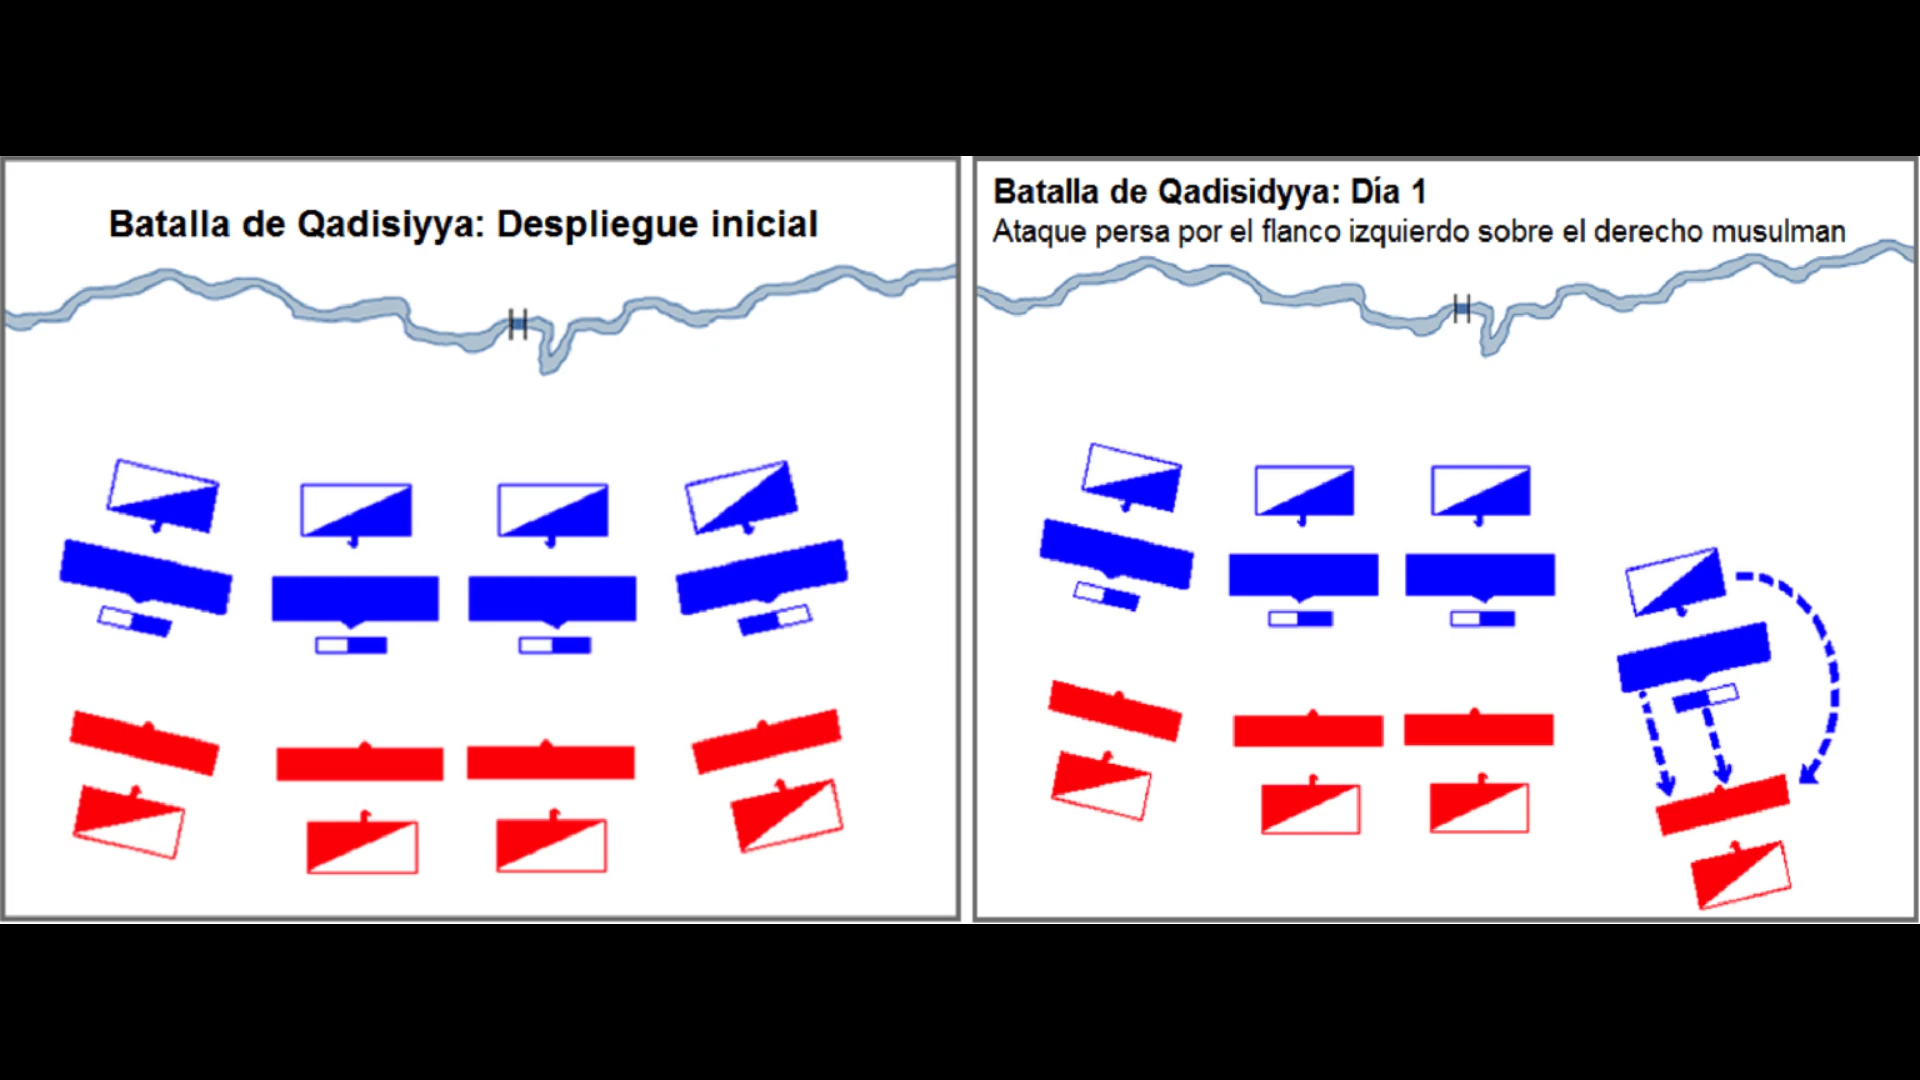 Batalla de Qadisiyya: Despliegue inicial
Batalla de Qadisidyya: Día 1
Ataque persa por el flanco izquierdo sobre el derecho musulman